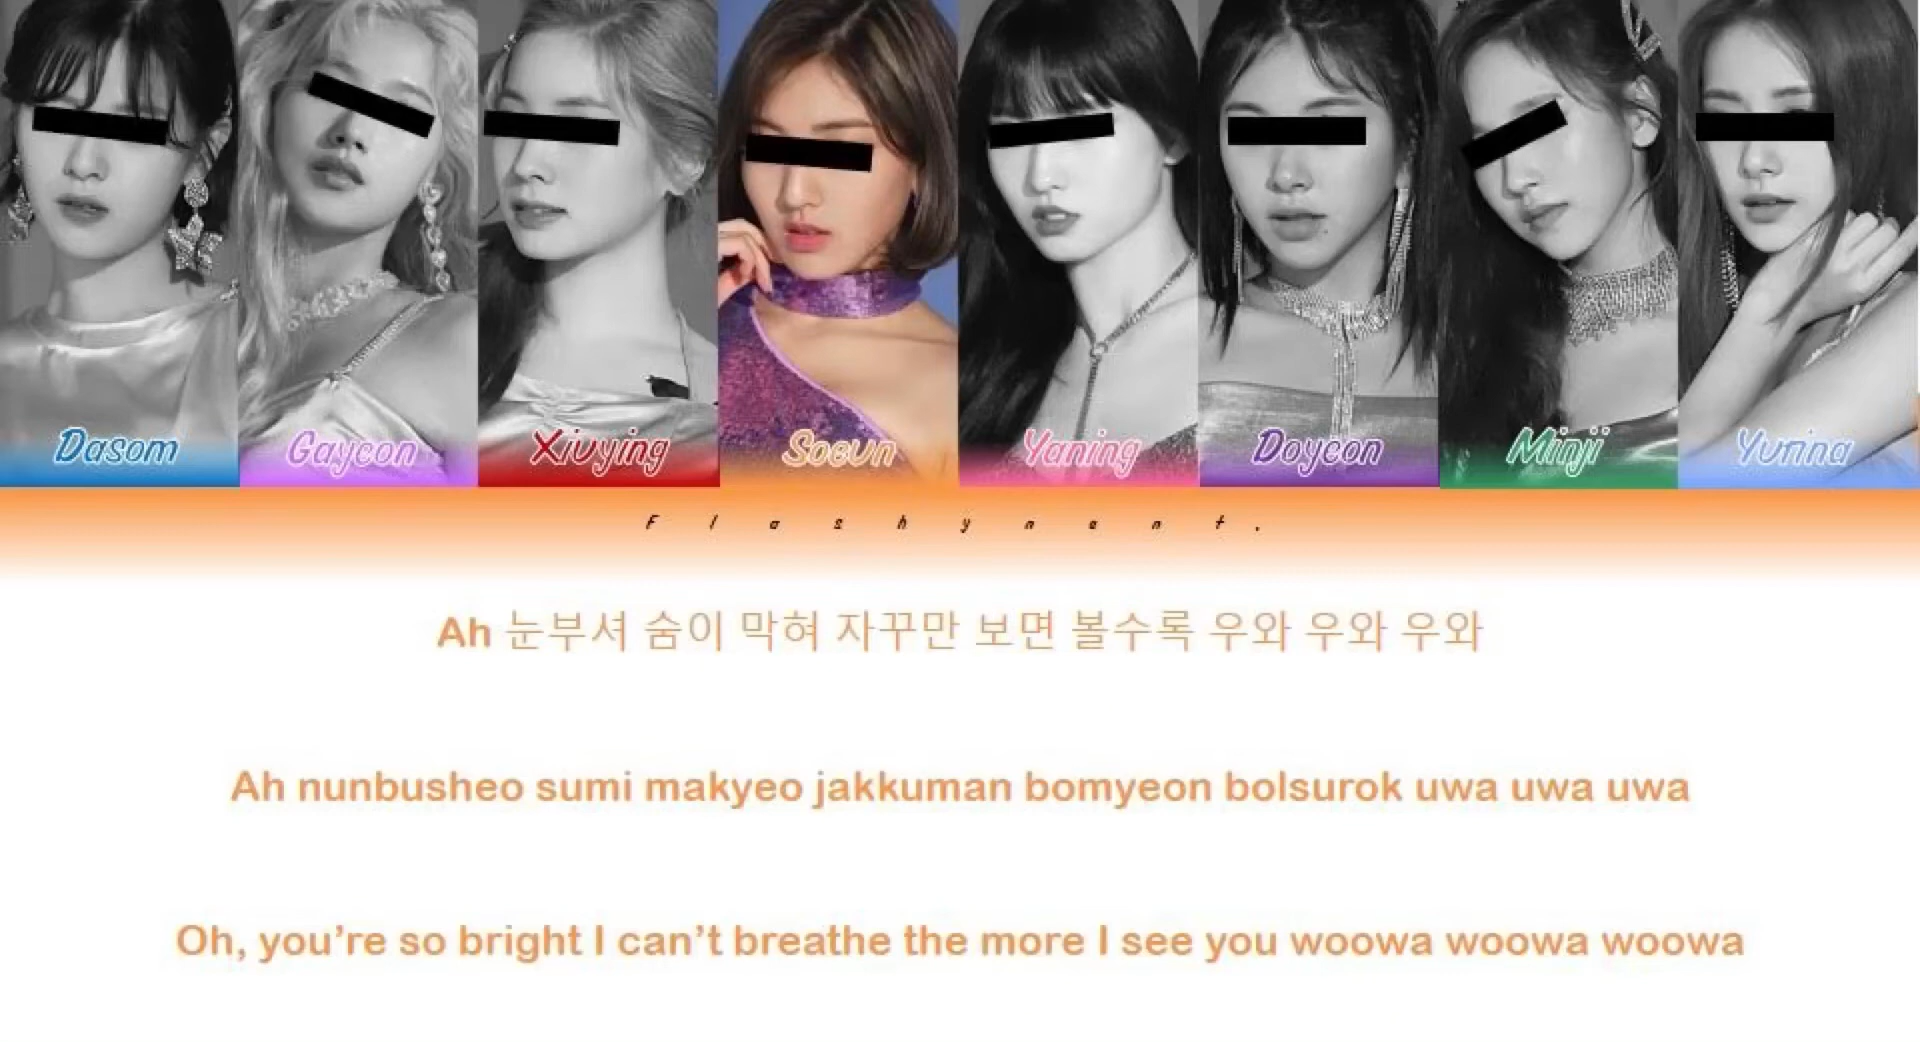 Dasom Gayeon Xiuying Soeun Yaning Doyeon Minji Yurina
Flashynant.
Ah 눈부셔 숨이 막혀 자꾸만 보면 볼수록 우와 우와 우와
Ah nunbusheo sumi makyeo jakkuman bomyeon bolsurok uwa uwa uwa
Oh, you’re so bright I can’t breathe the more I see you woowa woowa woowa